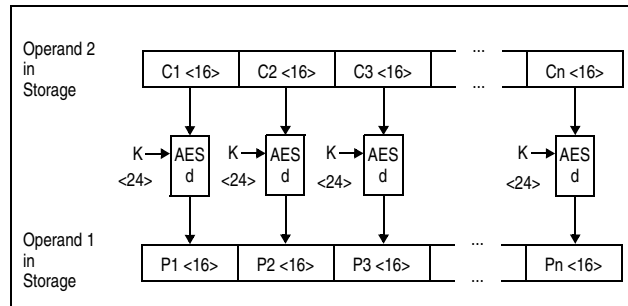 Operand 2
in
Storage
C1 <16> C2 <16> C3 <16> ... ... Cn <16>
K AES d K AES d K AES d K AES d
<24> <24> <24> <24>
Operand 1
in
Storage
P1 <16> P2 <16> P3 <16> ... ... Pn <16>